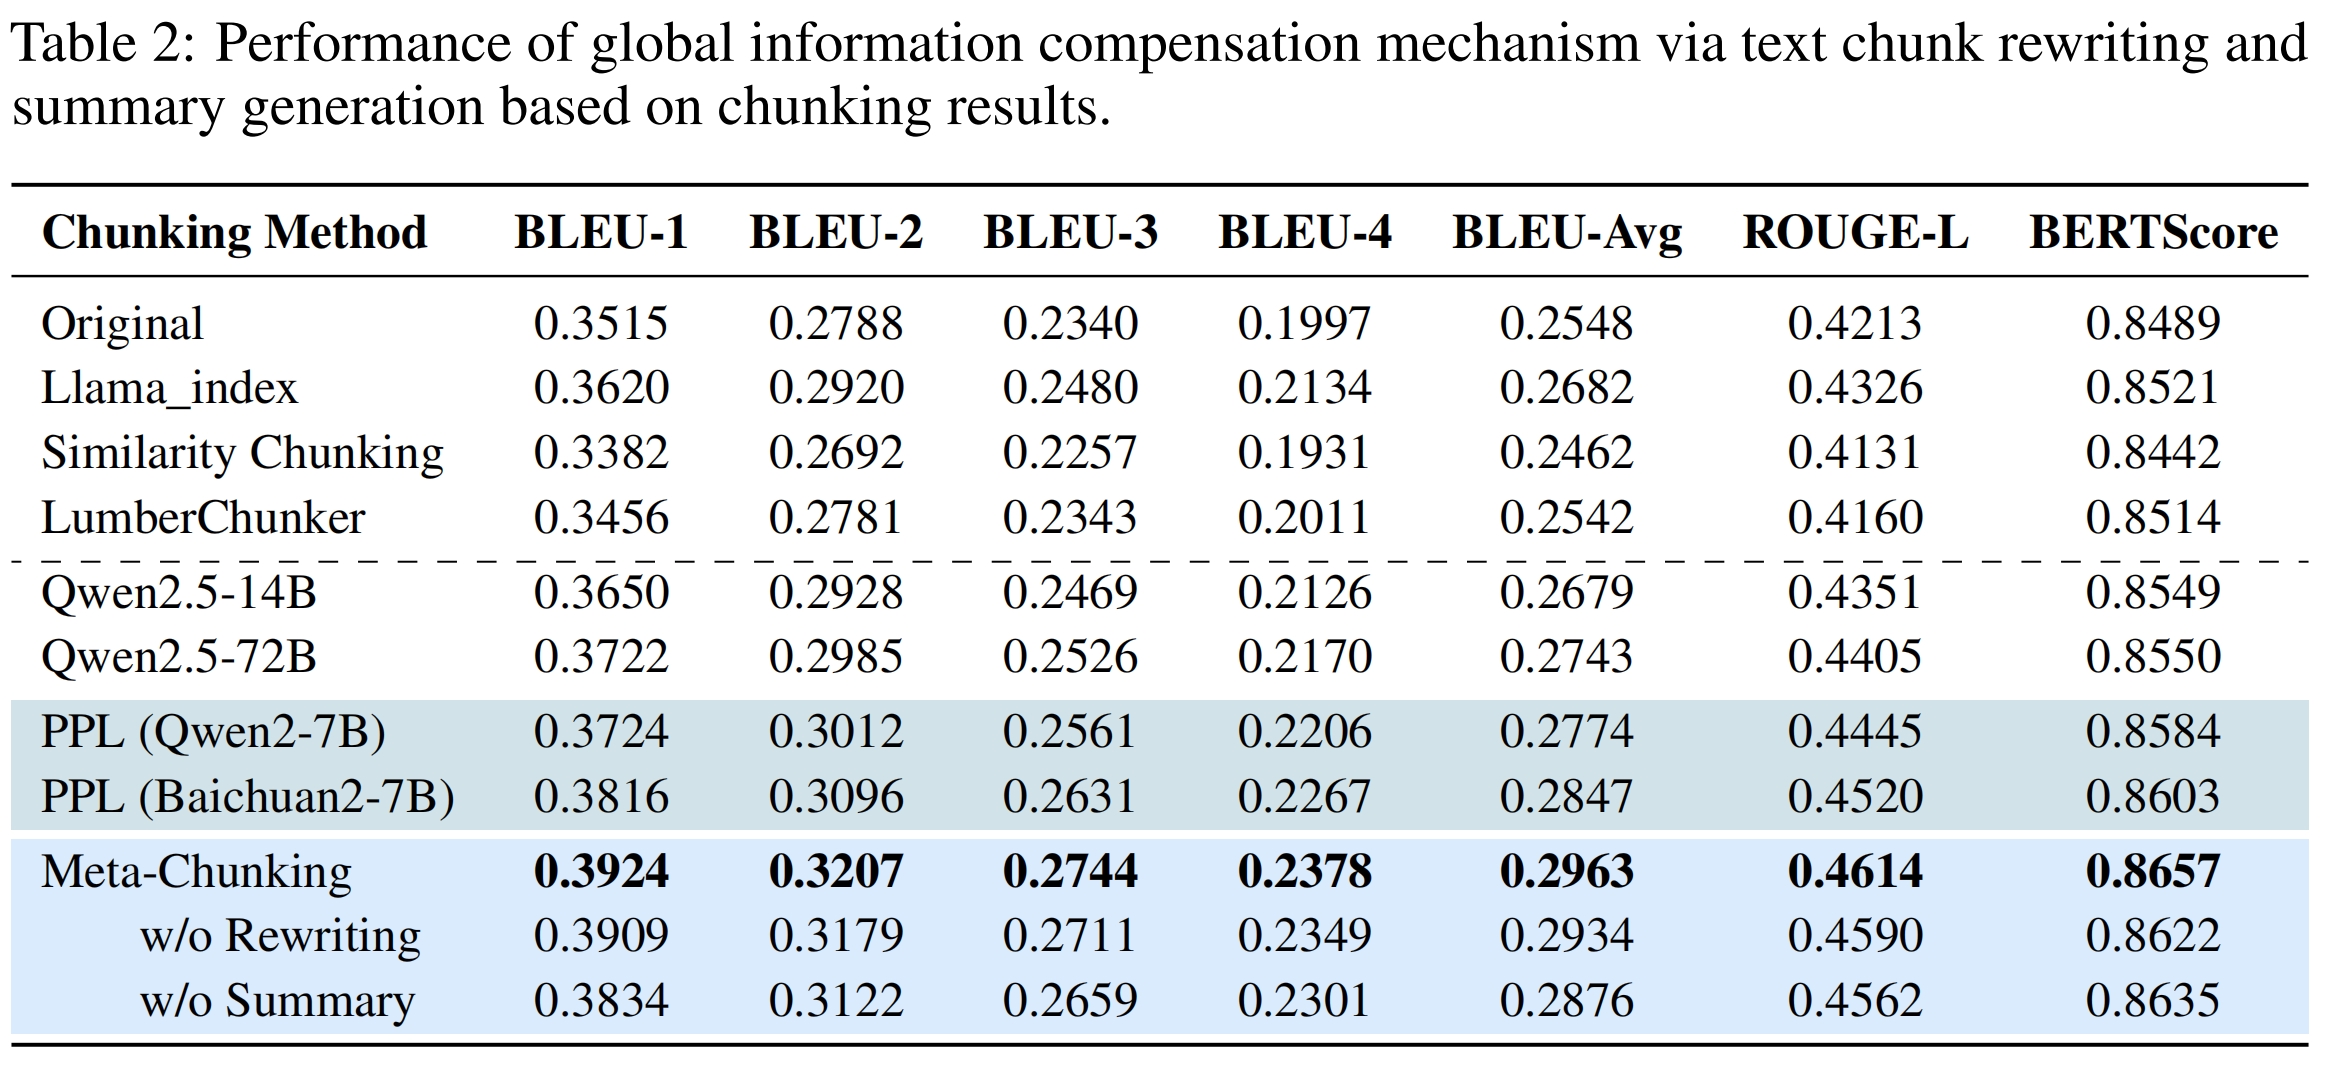 Table 2: Performance of global information compensation mechanism via text chunk rewriting and
summary generation based on chunking results.
Chunking Method BLEU-1 BLEU-2 BLEU-3 BLEU-4 BLEU-Avg ROUGE-L BERTScore
Original 0.3515 0.2788 0.2340 0.1997 0.2548 0.4213 0.8489
Llama_index 0.3620 0.2920 0.2480 0.2134 0.2682 0.4326 0.8521
Similarity Chunking 0.3382 0.2692 0.2257 0.1931 0.2462 0.4131 0.8442
LumberChunker 0.3456 0.2781 0.2343 0.2011 0.2542 0.4160 0.8514
Qwen2.5-14B 0.3650 0.2928 0.2469 0.2126 0.2679 0.4351 0.8549
Qwen2.5-72B 0.3722 0.2985 0.2526 0.2170 0.2743 0.4405 0.8550
PPL (Qwen2-7B) 0.3724 0.3012 0.2561 0.2206 0.2774 0.4445 0.8584
PPL (Baichuan2-7B) 0.3816 0.3096 0.2631 0.2267 0.2847 0.4520 0.8603
Meta-Chunking 0.3924 0.3207 0.2744 0.2378 0.2963 0.4614 0.8657
w/o Rewriting 0.3909 0.3179 0.2711 0.2349 0.2934 0.4590 0.8622
w/o Summary 0.3834 0.3122 0.2659 0.2301 0.2876 0.4562 0.8635